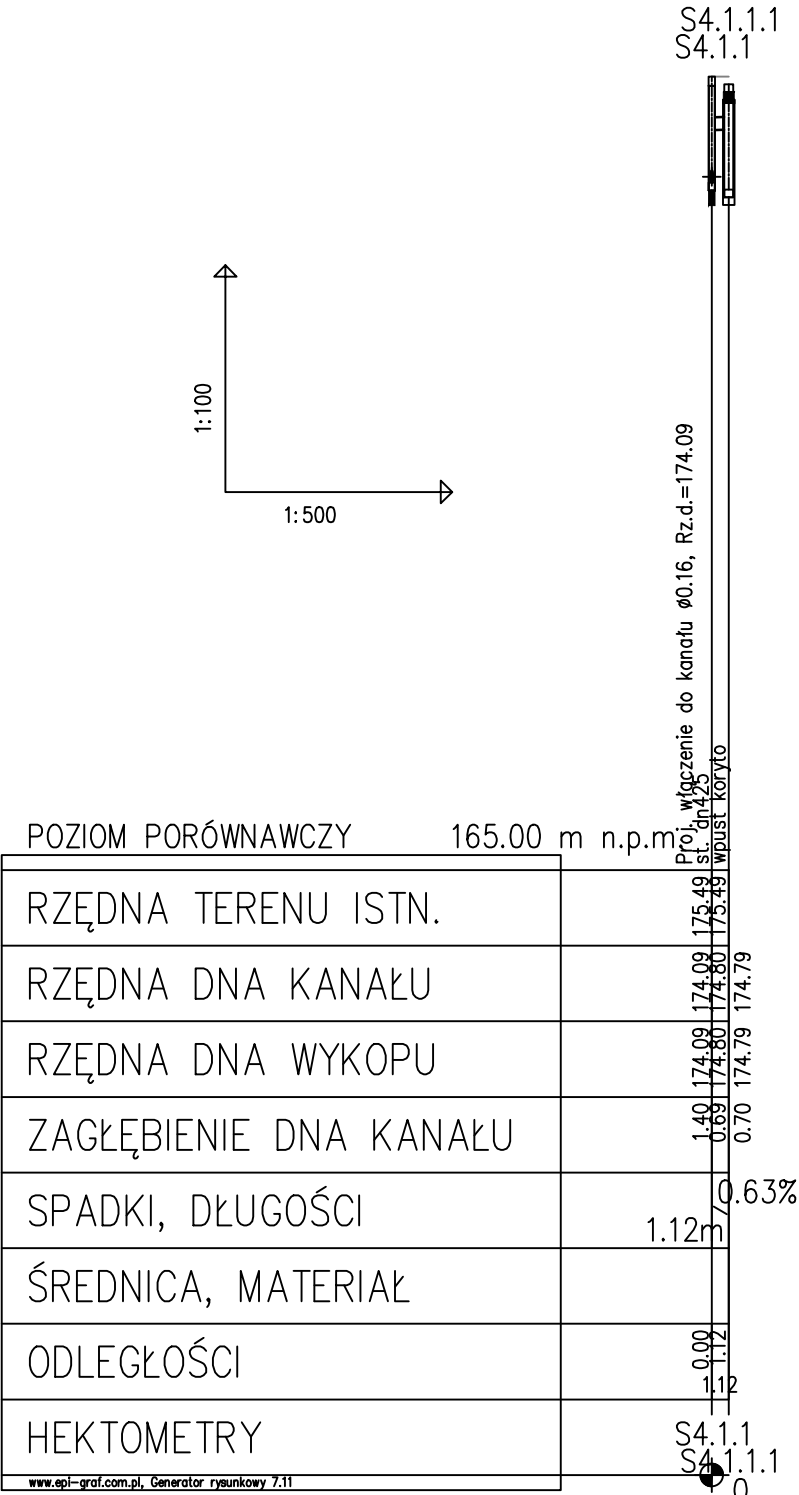 S4.1.1.1
S4.1.1
1:100
1:500
Proj. włączenie do kanału ø0.16, Rz.d.=174.09
st. dn425
wpust koryto
POZIOM PORÓWNAWCZY 165.00 m n.p.m.
RZĘDNA TERENU ISTN. 175.49 175.49
RZĘDNA DNA KANAŁU 174.09 174.80 174.79
RZĘDNA DNA WYKOPU 174.09 174.80 174.79
ZAGŁĘBIENIE DNA KANAŁU 1.40 0.69 0.70
SPADKI, DŁUGOŚCI 1.12m 0.63%
ŚREDNICA, MATERIAŁ
ODLEGŁOŚCI 0.00 1.12
1.12
HEKTOMETRY S4.1.1
S4.1.1.1
0
www.epi-graf.com.pl, Generator rysunkowy 7.11